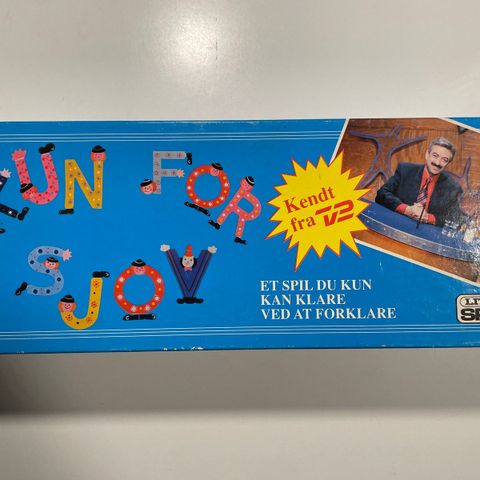 KUN FOR
SJOV
Kendt
fra TV2
ET SPIL DU KUN
KAN KLARE
VED AT FORKLARE